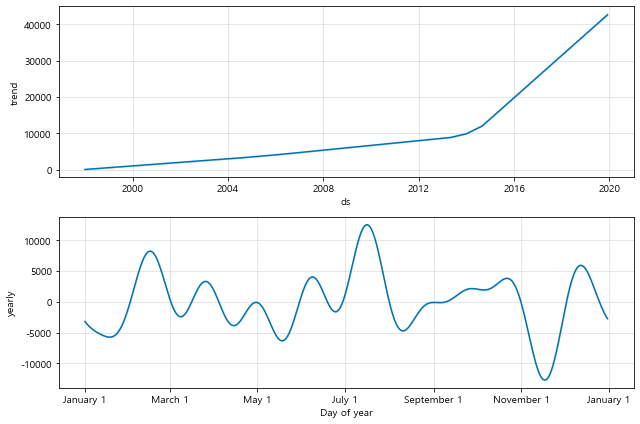 40000
30000
20000
10000
0
trend
2000 2004 2008 2012 2016 2020
ds
10000
5000
0
-5000
-10000
yearly
January 1 March 1 May 1 July 1 September 1 November 1 January 1
Day of year